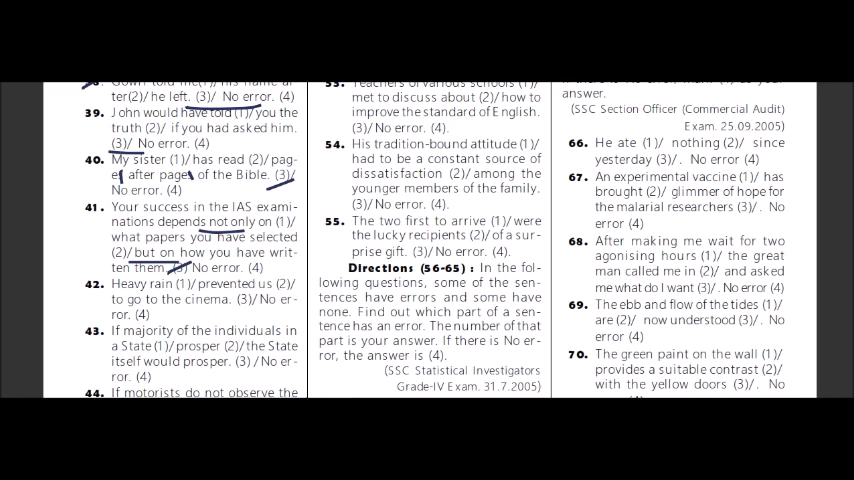 38. Gown told me(1)/ his name af-
ter(2)/ he left. (3)/ No error. (4)
39. John would have told (1)/you the
truth (2)/ if you had asked him.
(3)/ No error. (4)
40. My sister (1)/has read (2)/pag-
es after pages of the Bible. (3)/
No error. (4)
41. Your success in the IAS exami-
nations depends not only on (1)/
what papers you have selected
(2)/but on how you have writ-
ten them. (3) No error. (4)
42. Heavy rain (1)/prevented us (2)/
to go to the cinema. (3)/No er-
ror. (4)
43. If majority of the individuals in
a State (1)/prosper (2)/the State
itself would prosper. (3) /No er-
ror. (4)
44. If motorists do not observe the
53. Teachers of various schools (1)/
met to discuss about (2)/how to
improve the standard of English.
(3)/No error. (4).
54. His tradition-bound attitude (1)/
had to be a constant source of
dissatisfaction (2)/among the
younger members of the family.
(3)/No error. (4).
55. The two first to arrive (1)/were
the lucky recipients (2)/of a sur-
prise gift. (3)/No error. (4).
Directions (56-65) : In the fol-
lowing questions, some of the sen-
tences have errors and some have
none. Find out which part of a sen-
tence has an error. The number of that
part is your answer. If there is No er-
ror, the answer is (4).
(SSC Statistical Investigators
Grade-IV Exam. 31.7.2005)
answer.
(SSC Section Officer (Commercial Audit)
Exam. 25.09.2005)
66. He ate (1)/ nothing (2)/ since
yesterday (3)/. No error (4)
67. An experimental vaccine (1)/ has
brought (2)/ glimmer of hope for
the malarial researchers (3)/. No
error (4)
68. After making me wait for two
agonising hours (1)/ the great
man called me in (2)/ and asked
me what do I want (3)/. No error (4)
69. The ebb and flow of the tides (1)/
are (2)/ now understood (3)/. No
error (4)
70. The green paint on the wall (1)/
provides a suitable contrast (2)/
with the yellow doors (3)/. No